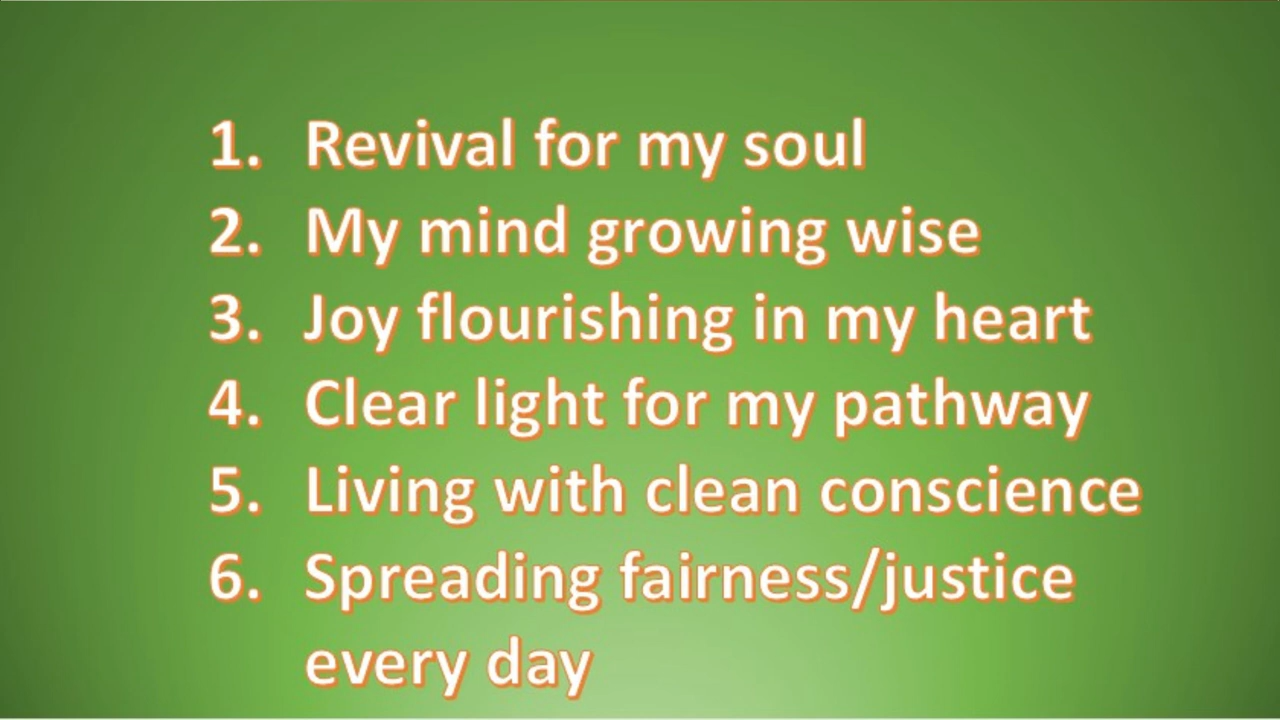 1. Revival for my soul
2. My mind growing wise
3. Joy flourishing in my heart
4. Clear light for my pathway
5. Living with clean conscience
6. Spreading fairness/justice
every day